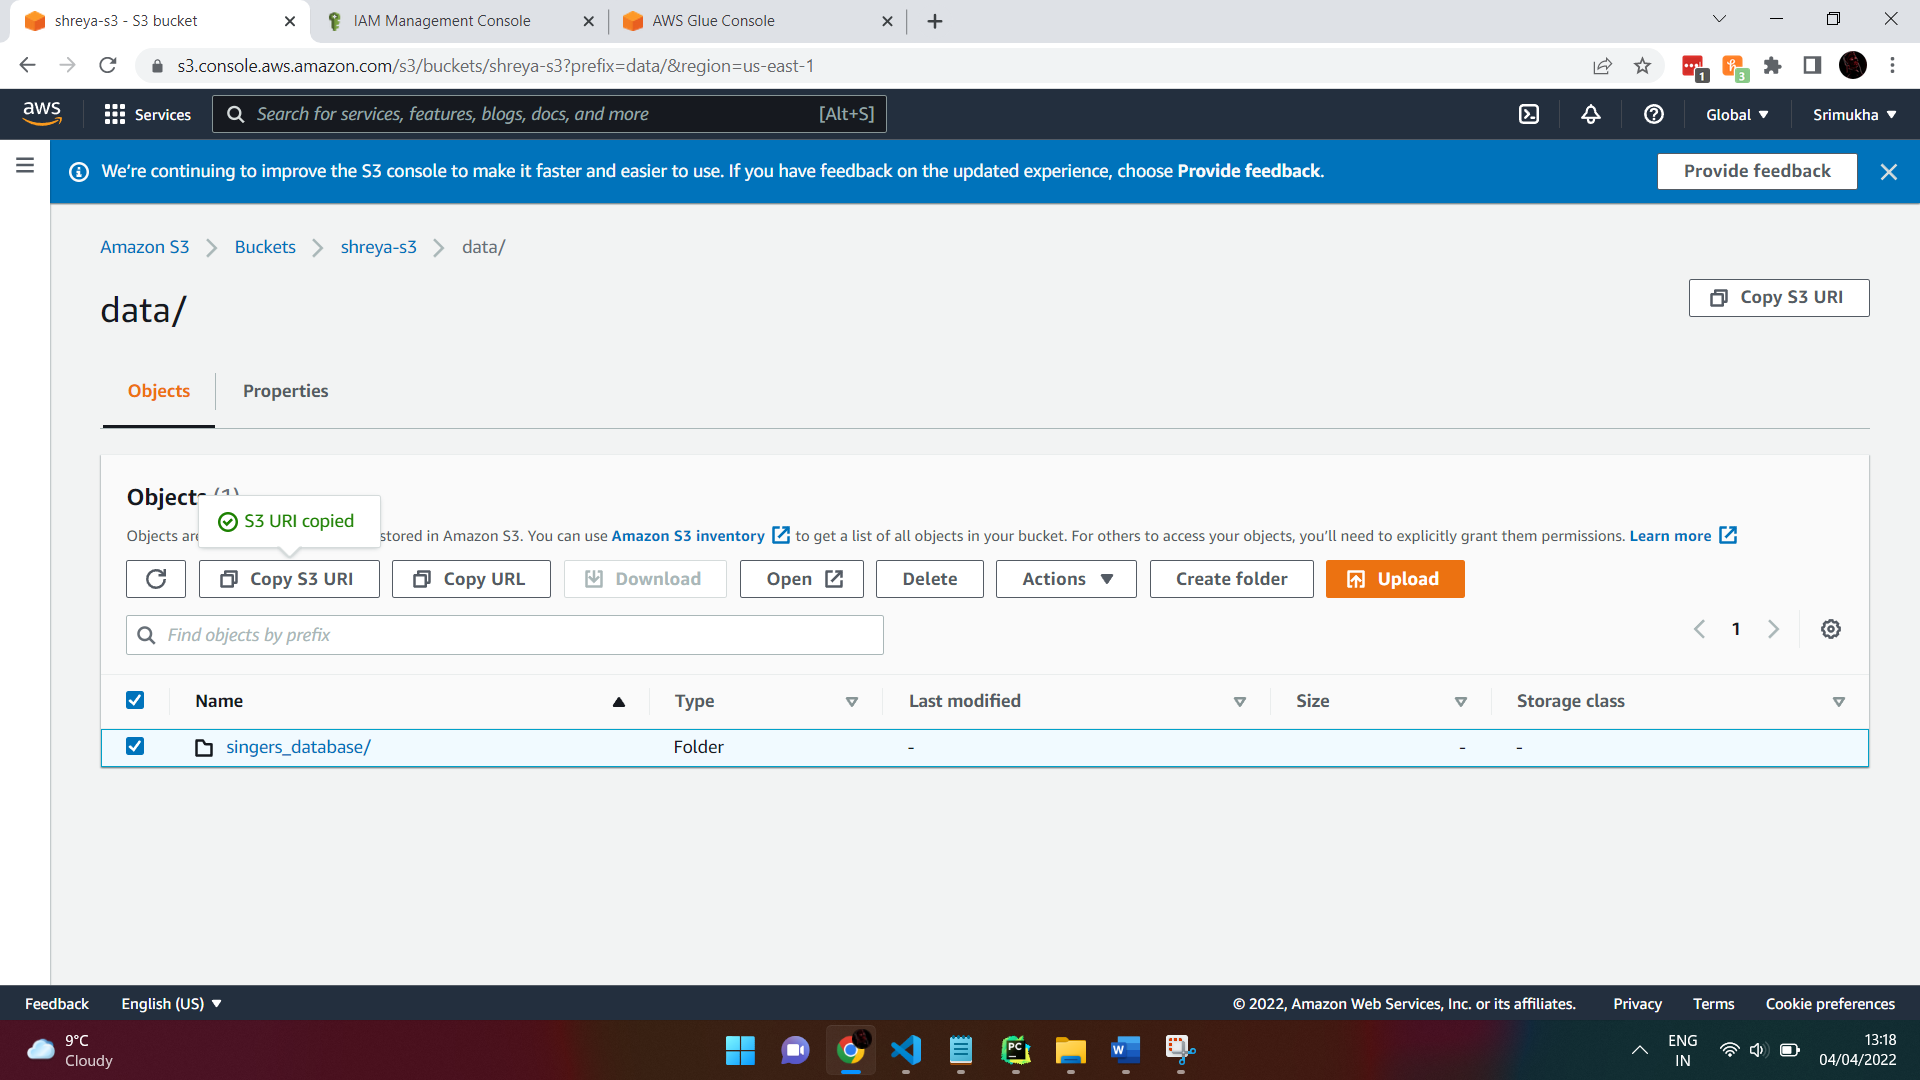 shreya-s3 - S3 bucket
IAM Management Console
AWS Glue Console
s3.console.aws.amazon.com/s3/buckets/shreya-s3?prefix=data/&region=us-east-1
1
3
aws
Services
Search for services, features, blogs, docs, and more
[Alt+S]
Global
Srimukha
We're continuing to improve the S3 console to make it faster and easier to use. If you have feedback on the updated experience, choose Provide feedback.
Provide feedback
Amazon S3
Buckets
shreya-s3
data/
data/
Copy S3 URI
Objects
Properties
Objects (1)
S3 URI copied
Objects are stored in Amazon S3. You can use Amazon S3 inventory to get a list of all objects in your bucket. For others to access your objects, you'll need to explicitly grant them permissions. Learn more
Copy S3 URI
Copy URL
Download
Open
Delete
Actions
Create folder
Upload
Find objects by prefix
1
Name
Type
Last modified
Size
Storage class
singers_database/
Folder
-
-
-
Feedback
English (US)
© 2022, Amazon Web Services, Inc. or its affiliates.
Privacy
Terms
Cookie preferences
9°C
Cloudy
PC
W
ENG
IN
13:18
04/04/2022